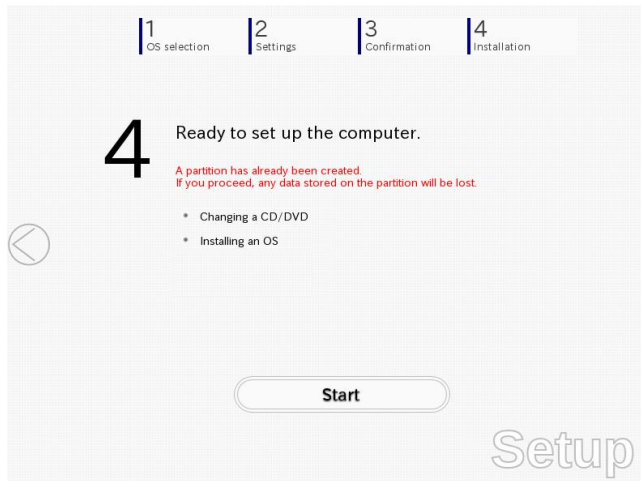 1
OS selection
2
Settings
3
Confirmation
4
Installation
4
Ready to set up the computer.
A partition has already been created.
If you proceed, any data stored on the partition will be lost.
* Changing a CD/DVD
* Installing an OS
Start
Setup